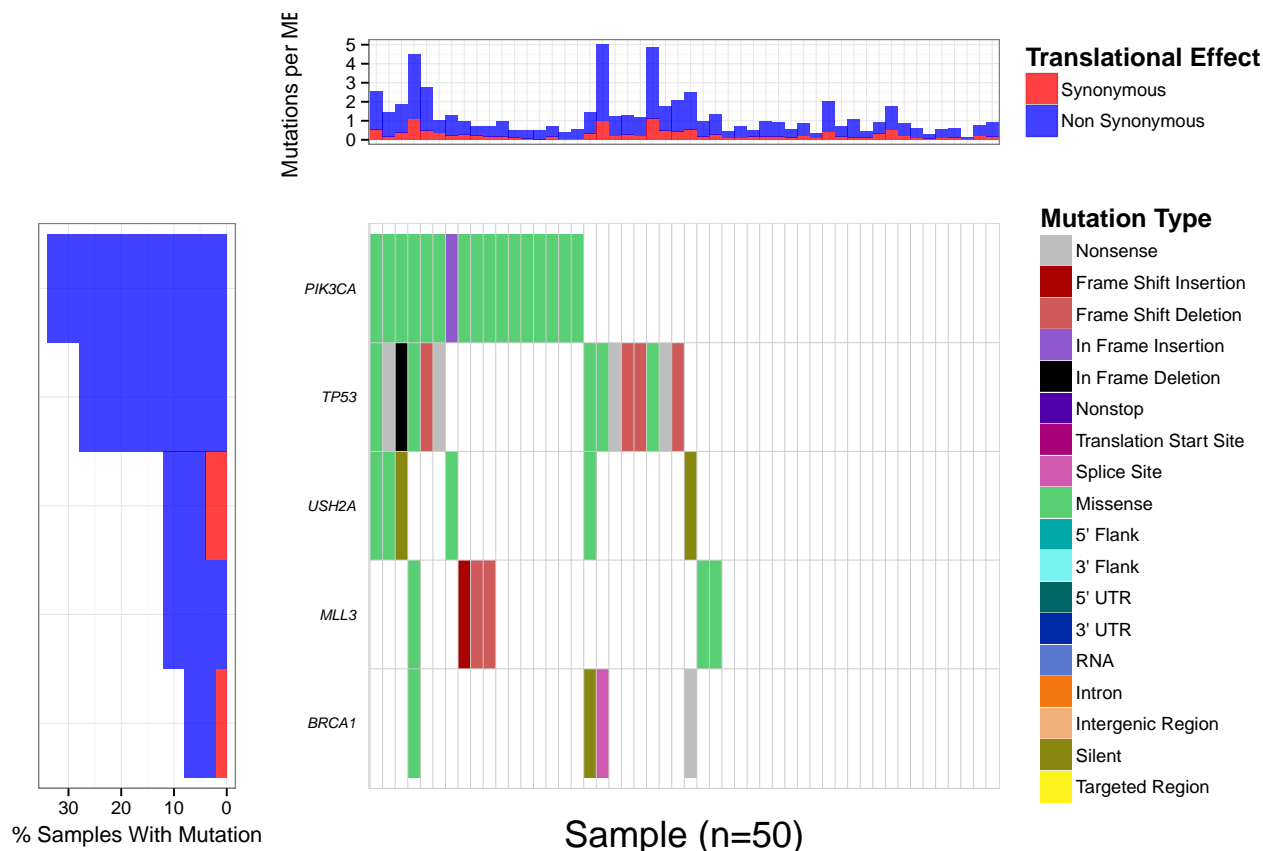 Mutations per MB
5
4
3
2
1
0
Translational Effect
Synonymous
Non Synonymous
PIK3CA
TP53
USH2A
MLL3
BRCA1
30 20 10 0
% Samples With Mutation
Sample (n=50)
Mutation Type
Nonsense
Frame Shift Insertion
Frame Shift Deletion
In Frame Insertion
In Frame Deletion
Nonstop
Translation Start Site
Splice Site
Missense
5' Flank
3' Flank
5' UTR
3' UTR
RNA
Intron
Intergenic Region
Silent
Targeted Region